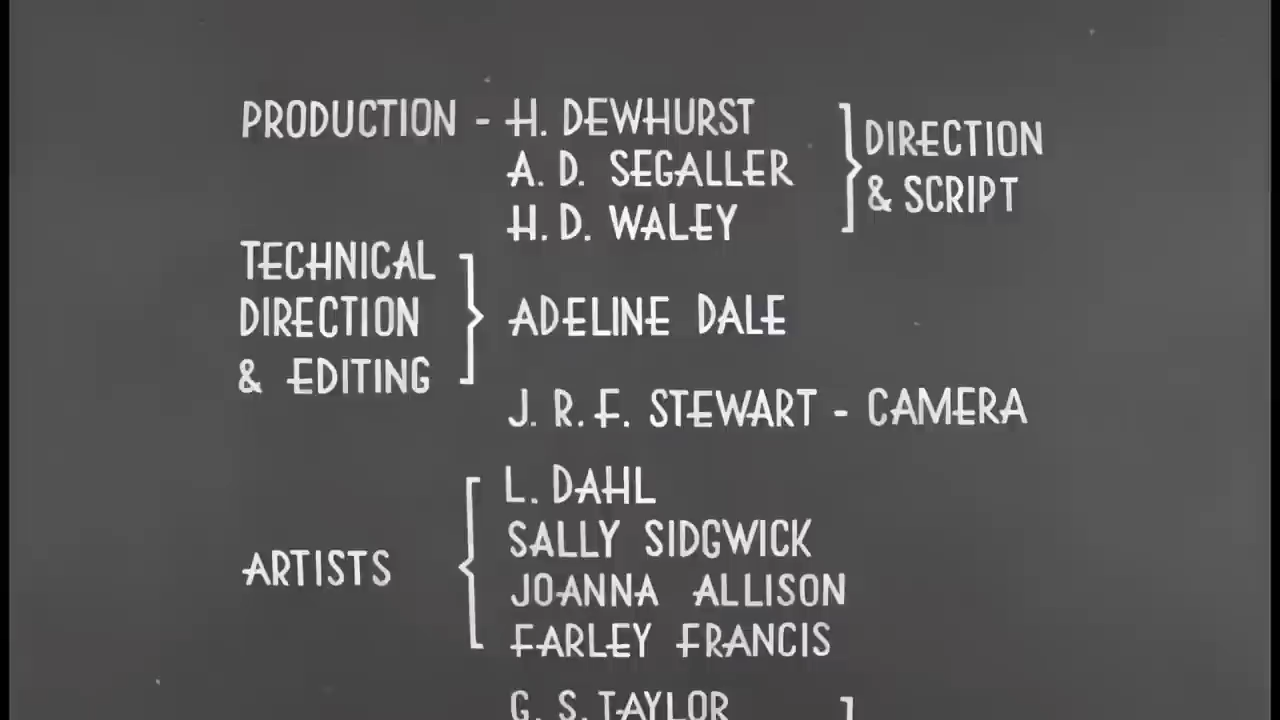 PRODUCTION - H. DEWHURST
A. D. SEGALLER
H. D. WALEY
DIRECTION
& SCRIPT
TECHNICAL
DIRECTION
& EDITING
ADELINE DALE
J. R. F. STEWART - CAMERA
ARTISTS
L. DAHL
SALLY SIDGWICK
JOANNA ALLISON
FARLEY FRANCIS
G. S. TAYLOR